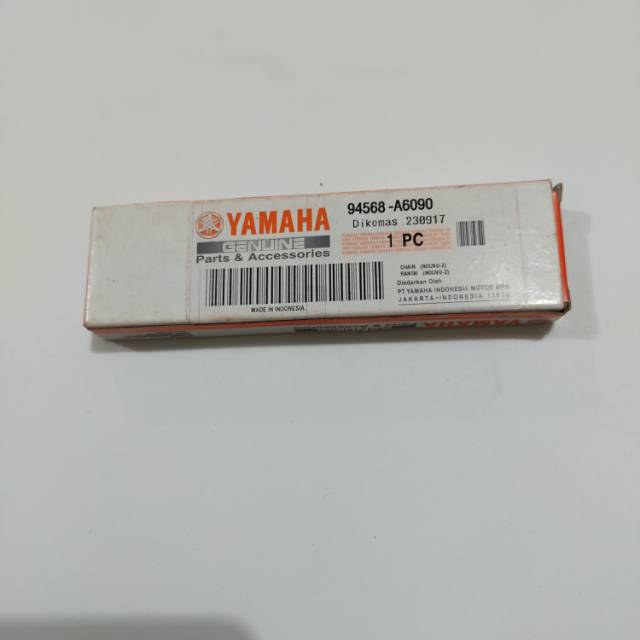 YAMAHA
GENUINE
Parts & Accessories
MADE IN INDONESIA
94568-A6090
Dikemas 230917
1 PC
CHAIN (NOUVO-Z)
RANTAI (NOUVO-Z)
Diedarkan Oleh
PT.YAMAHA INDONESIA MOTOR MFG
JAKARTA-INDONESIA
YAMAHA